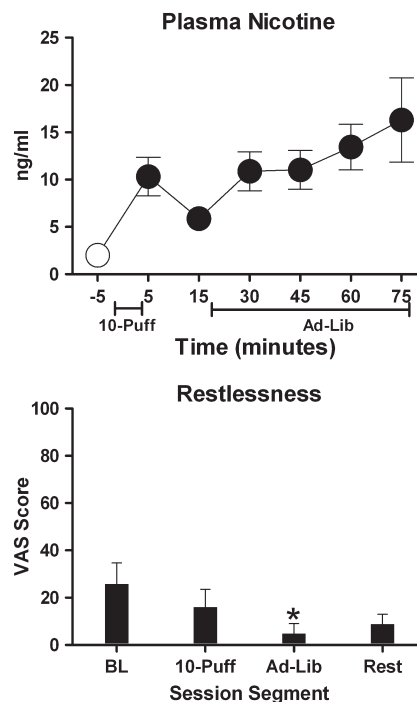 Plasma Nicotine
25
20
15
10
5
0
ng/ml
-5 5 15 30 45 60 75
10-Puff Ad-Lib
Time (minutes)
Restlessness
100
80
60
40
20
0
VAS Score
*
BL 10-Puff Ad-Lib Rest
Session Segment